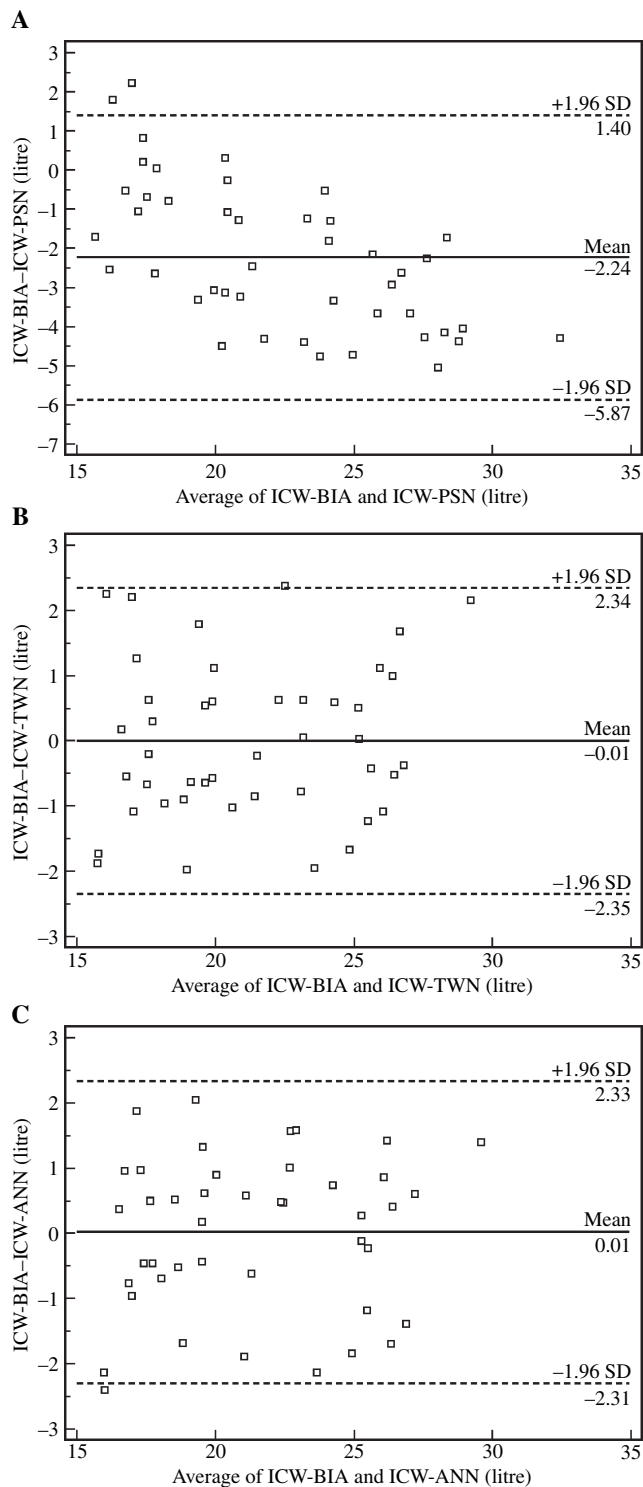 A
ICW-BIA–ICW-PSN (litre)
3
2
1
0
–1
–2
–3
–4
–5
–6
–7
+1.96 SD
1.40
Mean
–2.24
–1.96 SD
–5.87
15 20 25 30 35
Average of ICW-BIA and ICW-PSN (litre)
B
ICW-BIA–ICW-TWN (litre)
3
2
1
0
–1
–2
–3
+1.96 SD
2.34
Mean
–0.01
–1.96 SD
–2.35
15 20 25 30 35
Average of ICW-BIA and ICW-TWN (litre)
C
ICW-BIA–ICW-ANN (litre)
3
2
1
0
–1
–2
–3
+1.96 SD
2.33
Mean
0.01
–1.96 SD
–2.31
15 20 25 30 35
Average of ICW-BIA and ICW-ANN (litre)